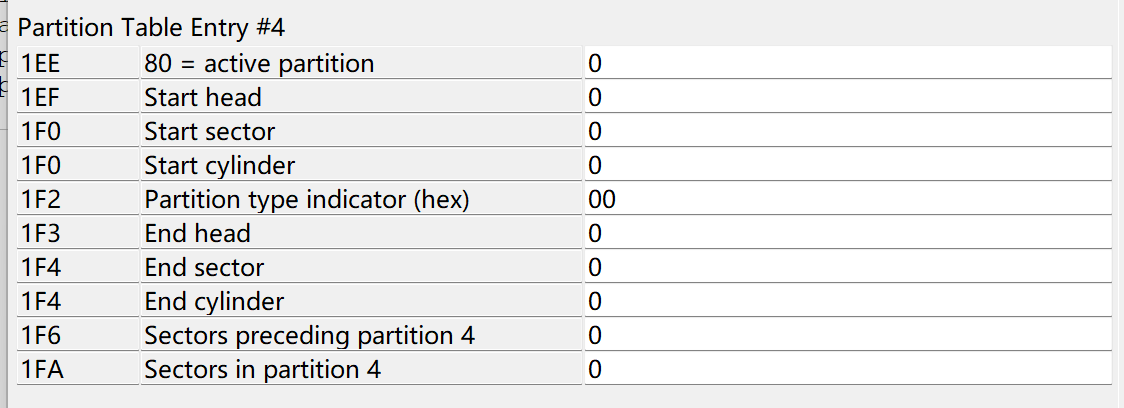 Partition Table Entry #4
1EE 80 = active partition 0
1EF Start head 0
1F0 Start sector 0
1F0 Start cylinder 0
1F2 Partition type indicator (hex) 00
1F3 End head 0
1F4 End sector 0
1F4 End cylinder 0
1F6 Sectors preceding partition 4 0
1FA Sectors in partition 4 0